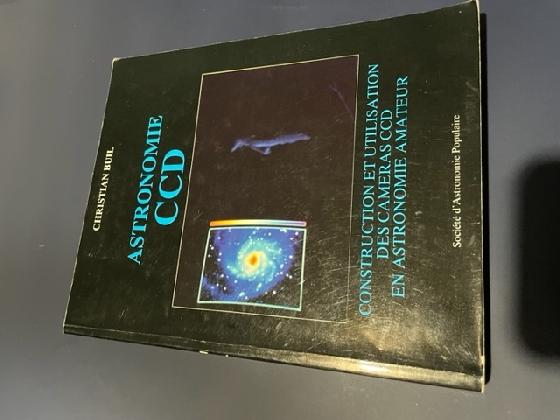 CHRISTIAN BUIL
ASTRONOMIE
CCD
CONSTRUCTION ET UTILISATION
DES CAMERAS CCD
EN ASTRONOMIE AMATEUR
Société d'Astronomie Populaire